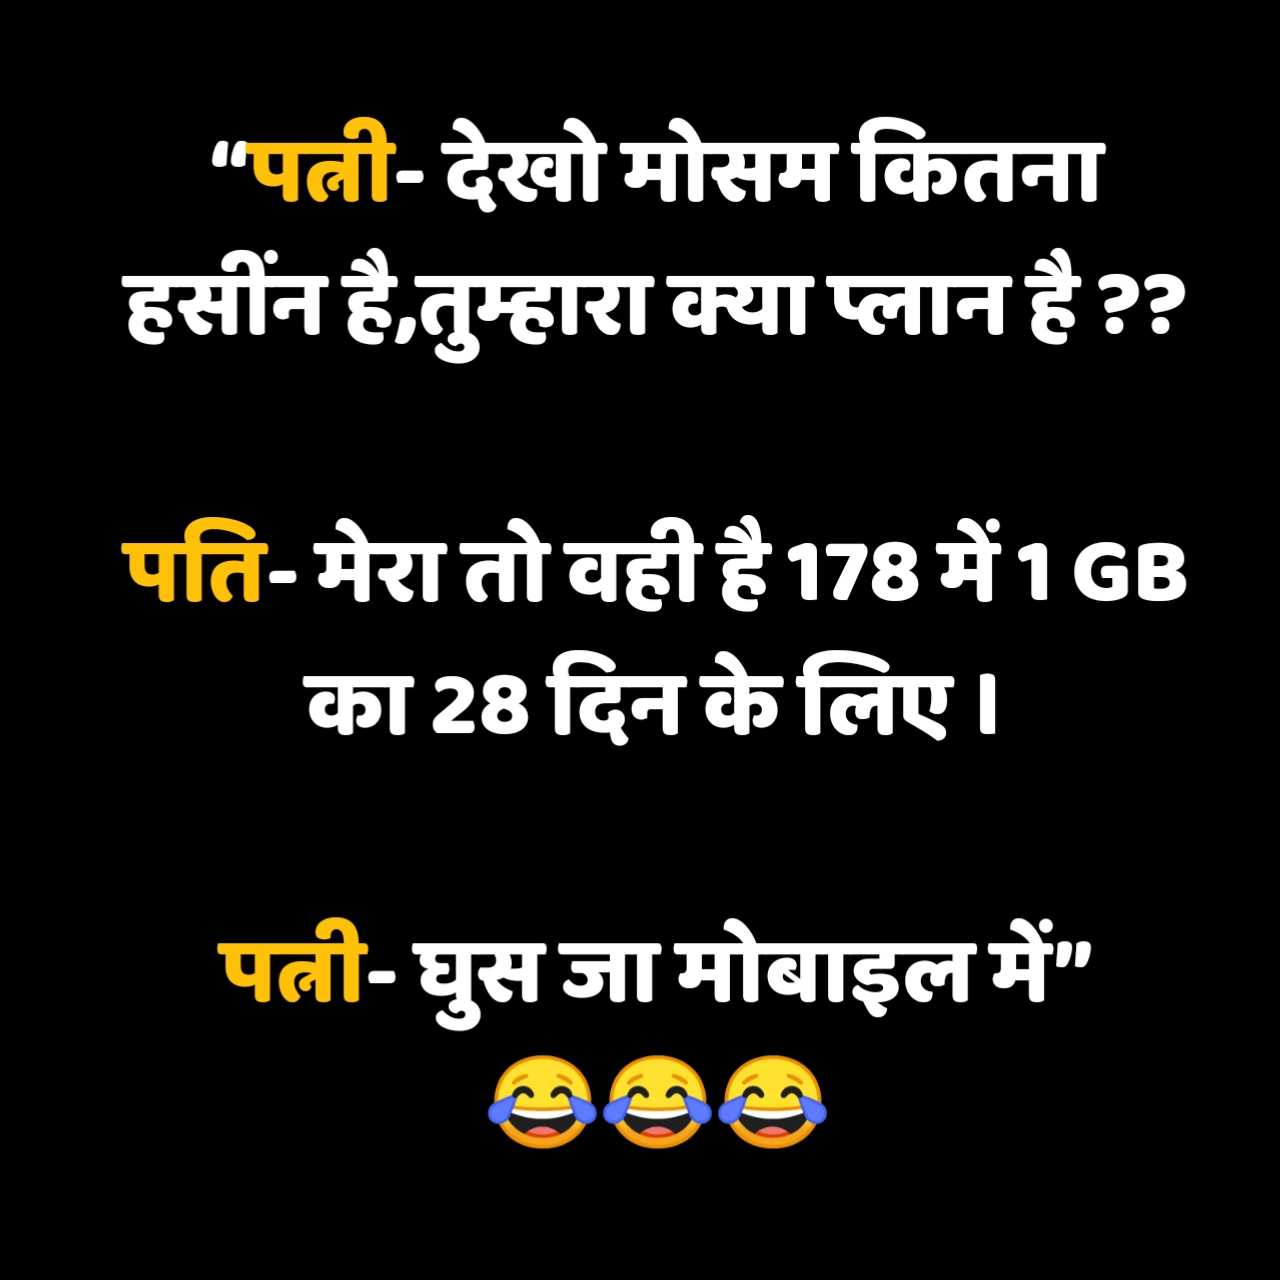 “पत्नी- देखो मोसम कितना
हसींन है,तुम्हारा क्या प्लान है ??
पति- मेरा तो वही है 178 में 1 GB
का 28 दिन के लिए ।
पत्नी- घुस जा मोबाइल में”
😂😂😂